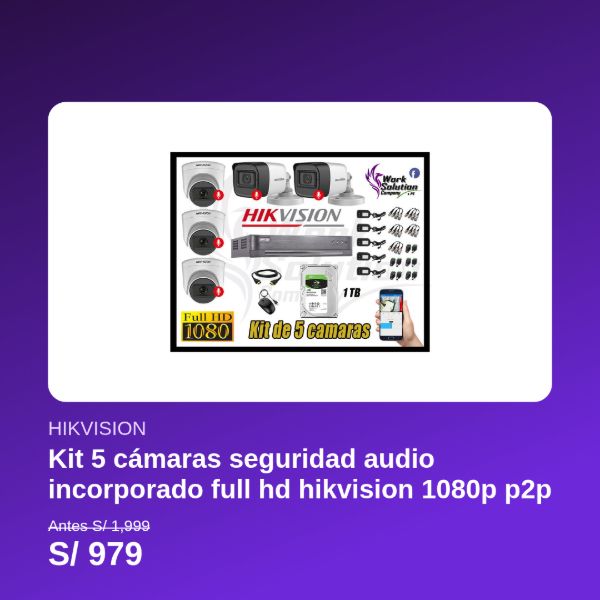 Work
Solution
Company
HIKVISION
1 TB
Full HD
1080
Kit de 5 camaras
HIKVISION
Kit 5 cámaras seguridad audio
incorporado full hd hikvision 1080p p2p
Antes S/ 1,999
S/ 979